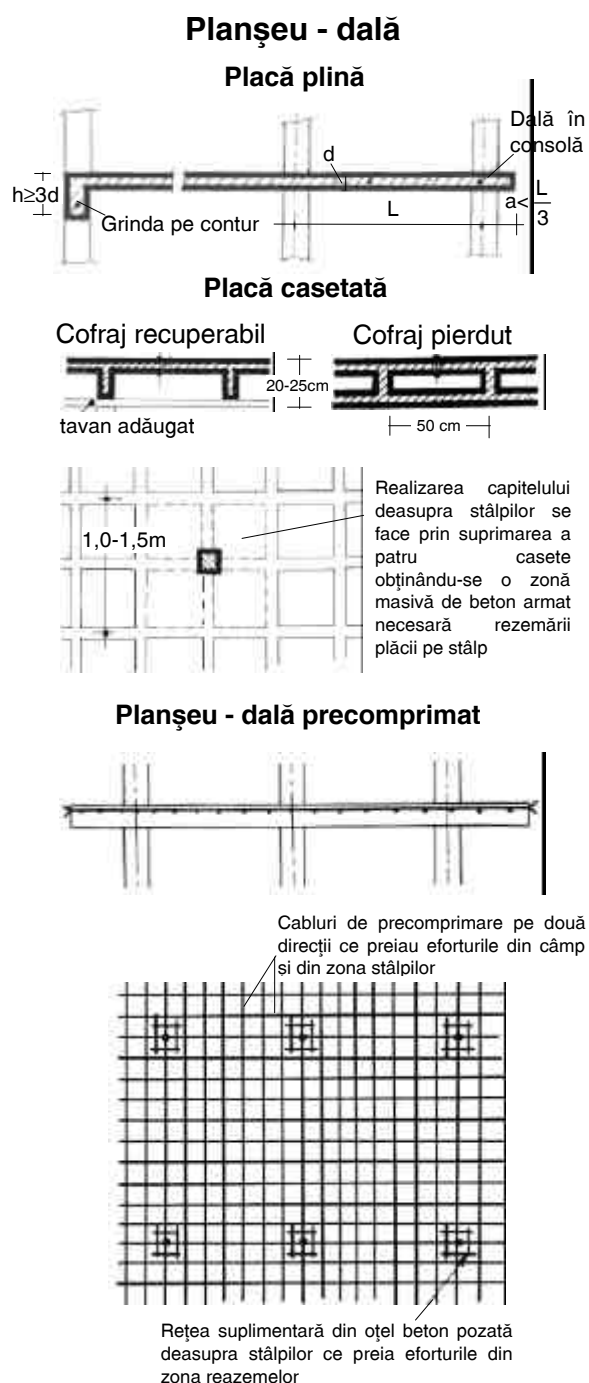 Planşeu - dală
Placă plină
Dală în
consolă
d
h≥3d
L
a< L
3
Grinda pe contur
Placă casetată
Cofraj recuperabil
Cofraj pierdut
20-25cm
tavan adăugat
50 cm
1,0-1,5m
Realizarea capitelului
deasupra stâlpilor se
face prin suprimarea a
patru casete
obţinându-se o zonă
masivă de beton armat
necesară rezemării
plăcii pe stâlp
Planşeu - dală precomprimat
Cabluri de precomprimare pe două
direcţii ce preiau eforturile din câmp
şi din zona stâlpilor
Reţea suplimentară din oţel beton pozată
deasupra stâlpilor ce preia eforturile din
zona reazemelor